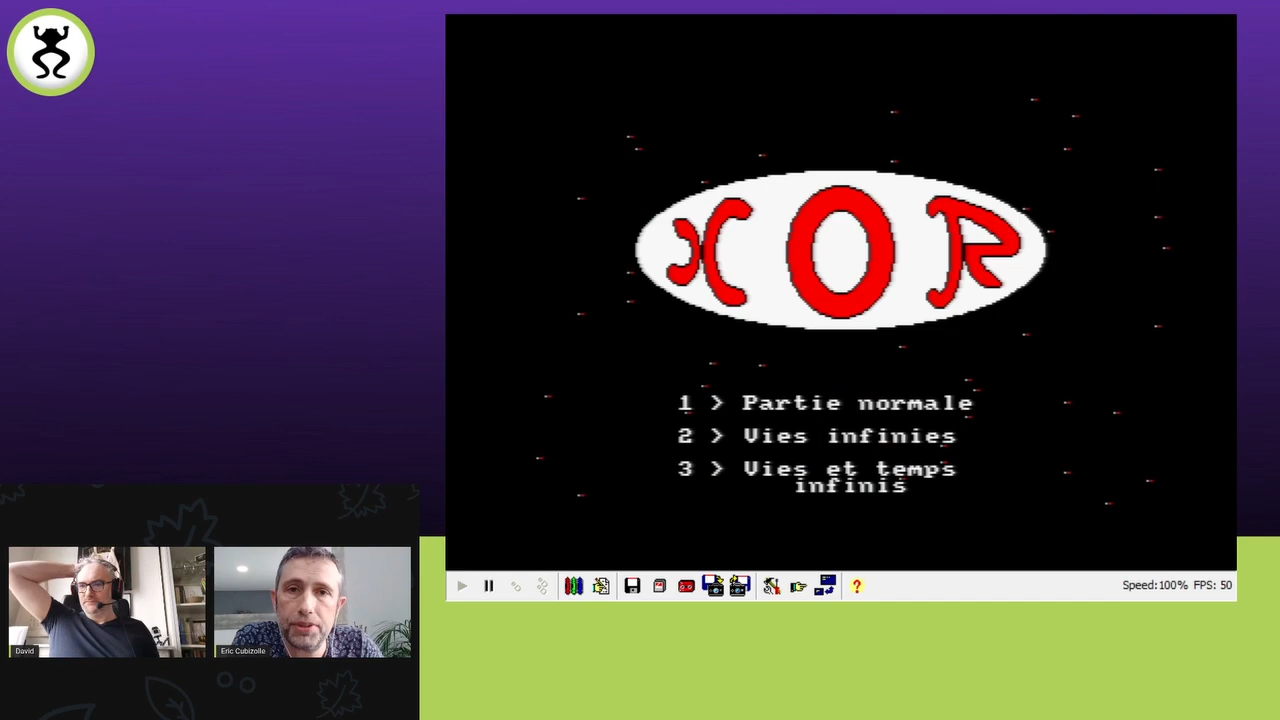 XOR
1 > Partie normale
2 > Vies infinies
3 > Vies et temps
infinis
Speed:100% FPS: 50
David
Eric Cubizolle